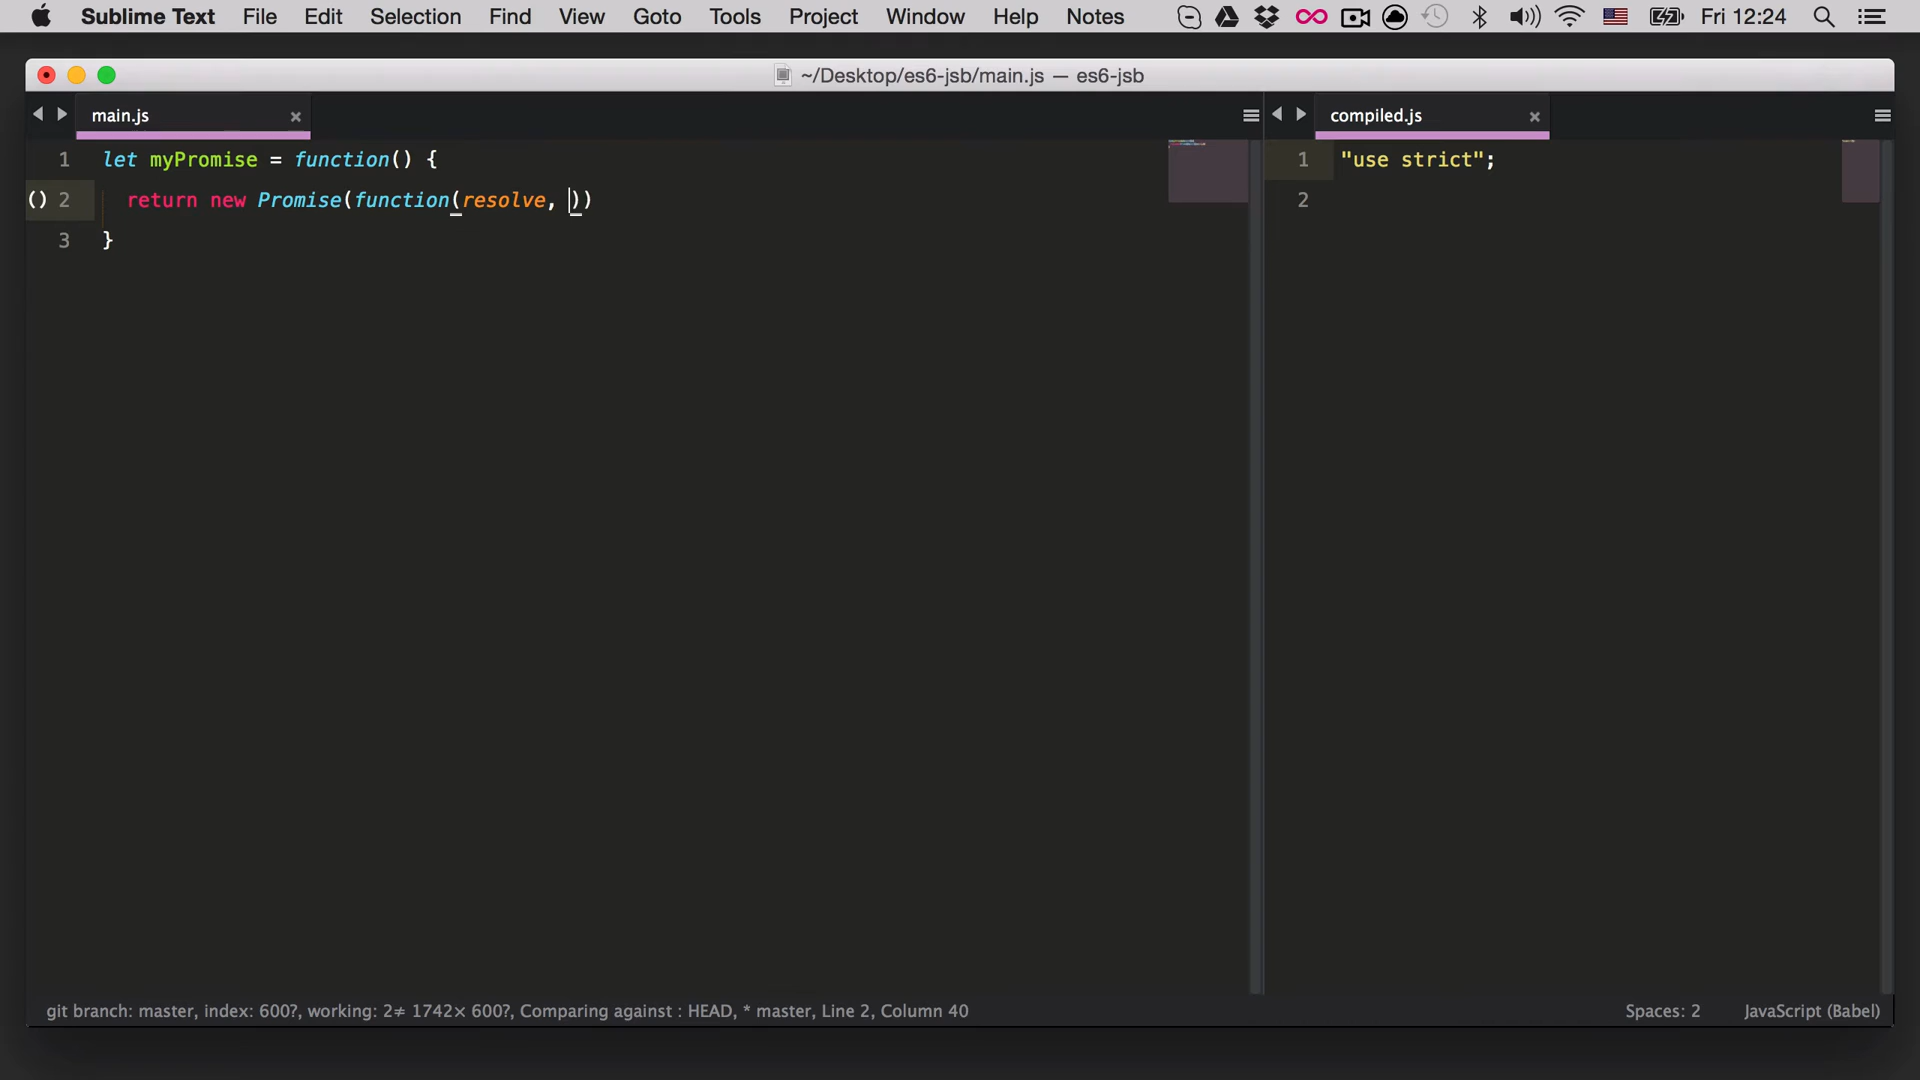 Sublime Text File Edit Selection Find View Goto Tools Project Window Help Notes Fri 12:24
~/Desktop/es6-jsb/main.js — es6-jsb
main.js
compiled.js
1 let myPromise = function() {
() 2 return new Promise(function(resolve, ))
3 }
1 "use strict";
2
git branch: master, index: 600?, working: 2≠ 1742× 600?, Comparing against : HEAD, * master, Line 2, Column 40
Spaces: 2 JavaScript (Babel)